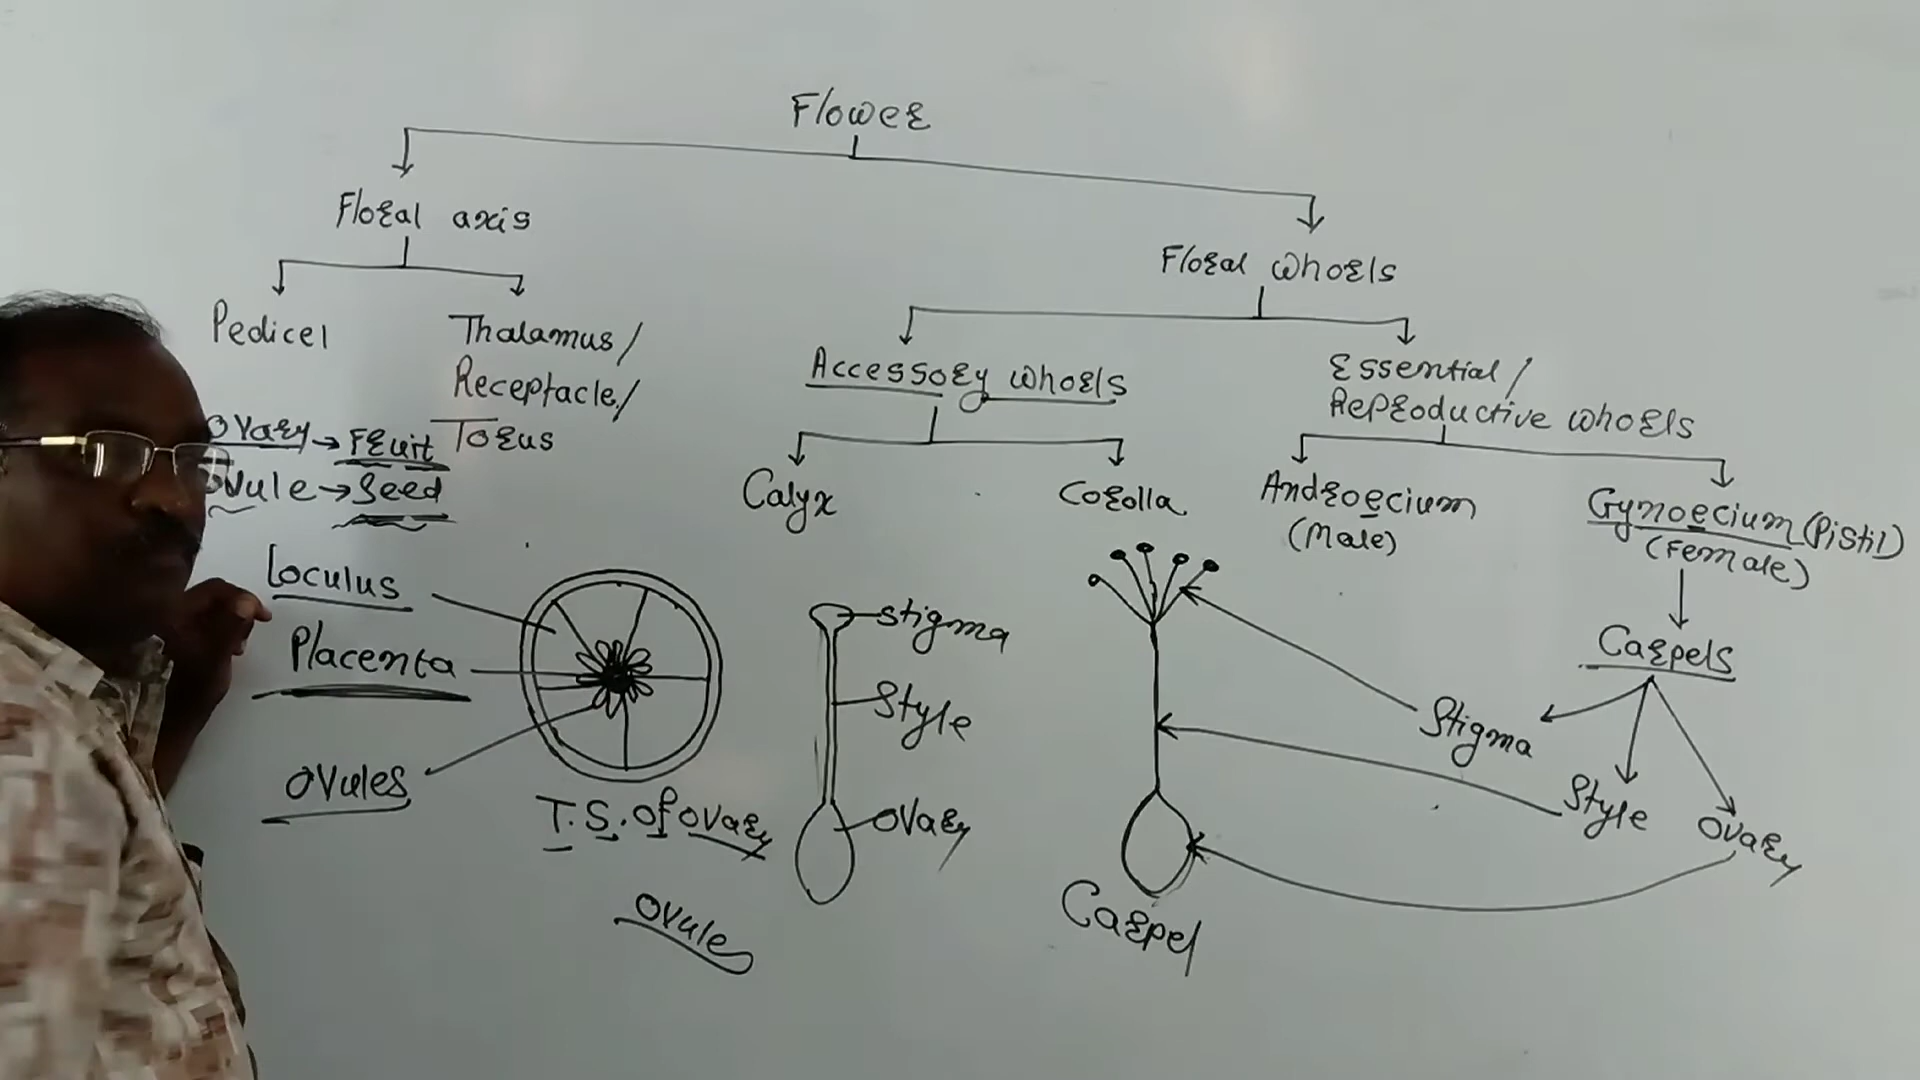 Flower
Floral axis
Floral whorls
Pedicel
Thalamus/
Receptacle/
Torus
Accessory whorls
Essential/
Reproductive whorls
Ovary → Fruit
Ovule → Seed
Calyx
Corolla
Androecium
(Male)
Gynoecium (Pistil)
(Female)
Carpels
Loculus
Placenta
Ovules
T.S. of ovary
Ovule
Stigma
Style
Ovary
Carpel
Stigma
Style
Ovary